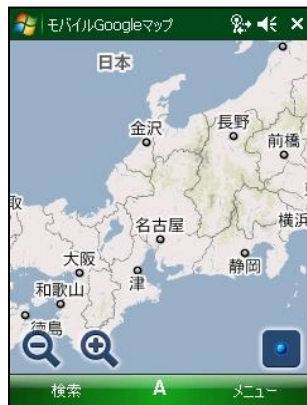 モバイルGoogleマップ
日本
金沢
長野
前橋
取
名古屋
横浜
大阪
静岡
和歌山
津
徳島
検索
A
メニュー